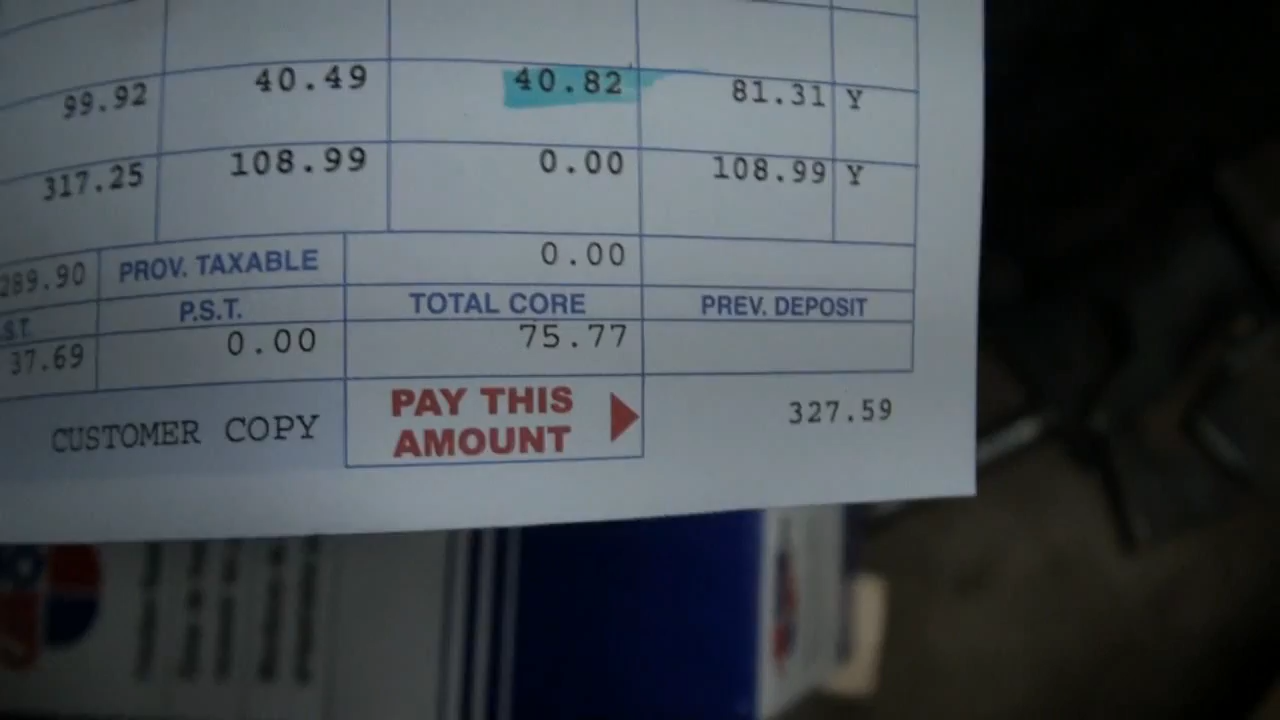 99.92 40.49 40.82 81.31 Y
317.25 108.99 0.00 108.99 Y
289.90 PROV. TAXABLE 0.00
S.T. P.S.T. TOTAL CORE PREV. DEPOSIT
37.69 0.00 75.77
CUSTOMER COPY PAY THIS AMOUNT 327.59